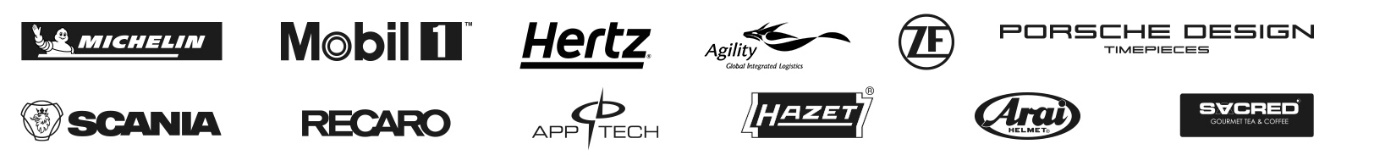 MICHELIN
Mobil 1™
Hertz®
Agility
Global Integrated Logistics
ZF
PORSCHE DESIGN
TIMEPIECES
SCANIA
RECARO
APP TECH
HAZET®
Arai
HELMET
SACRED
GOURMET TEA & COFFEE